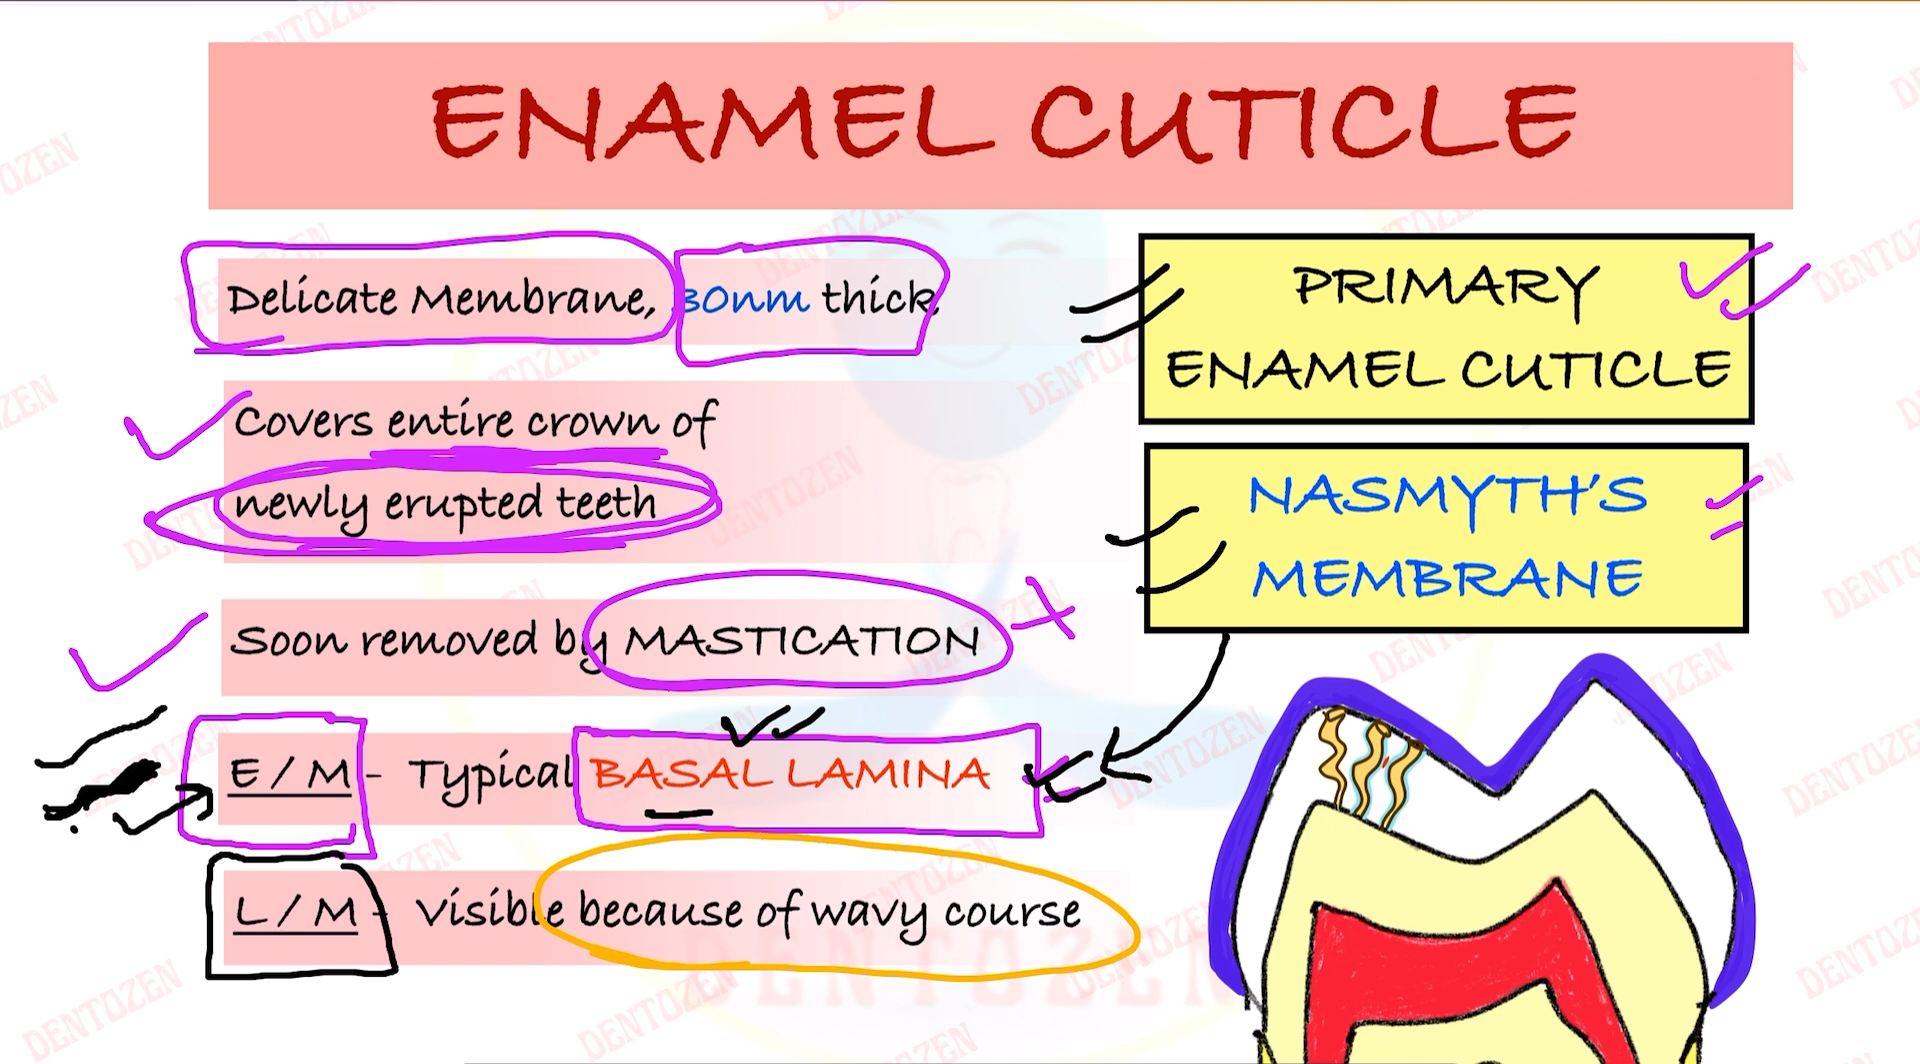 ENAMEL CUTICLE
Delicate Membrane, 30nm thick.
Covers entire crown of
newly erupted teeth
Soon removed by MASTICATION
E/M - Typical BASAL LAMINA
L/M - Visible because of wavy course
PRIMARY
ENAMEL CUTICLE
NASMYTH'S
MEMBRANE
DENTOZEN